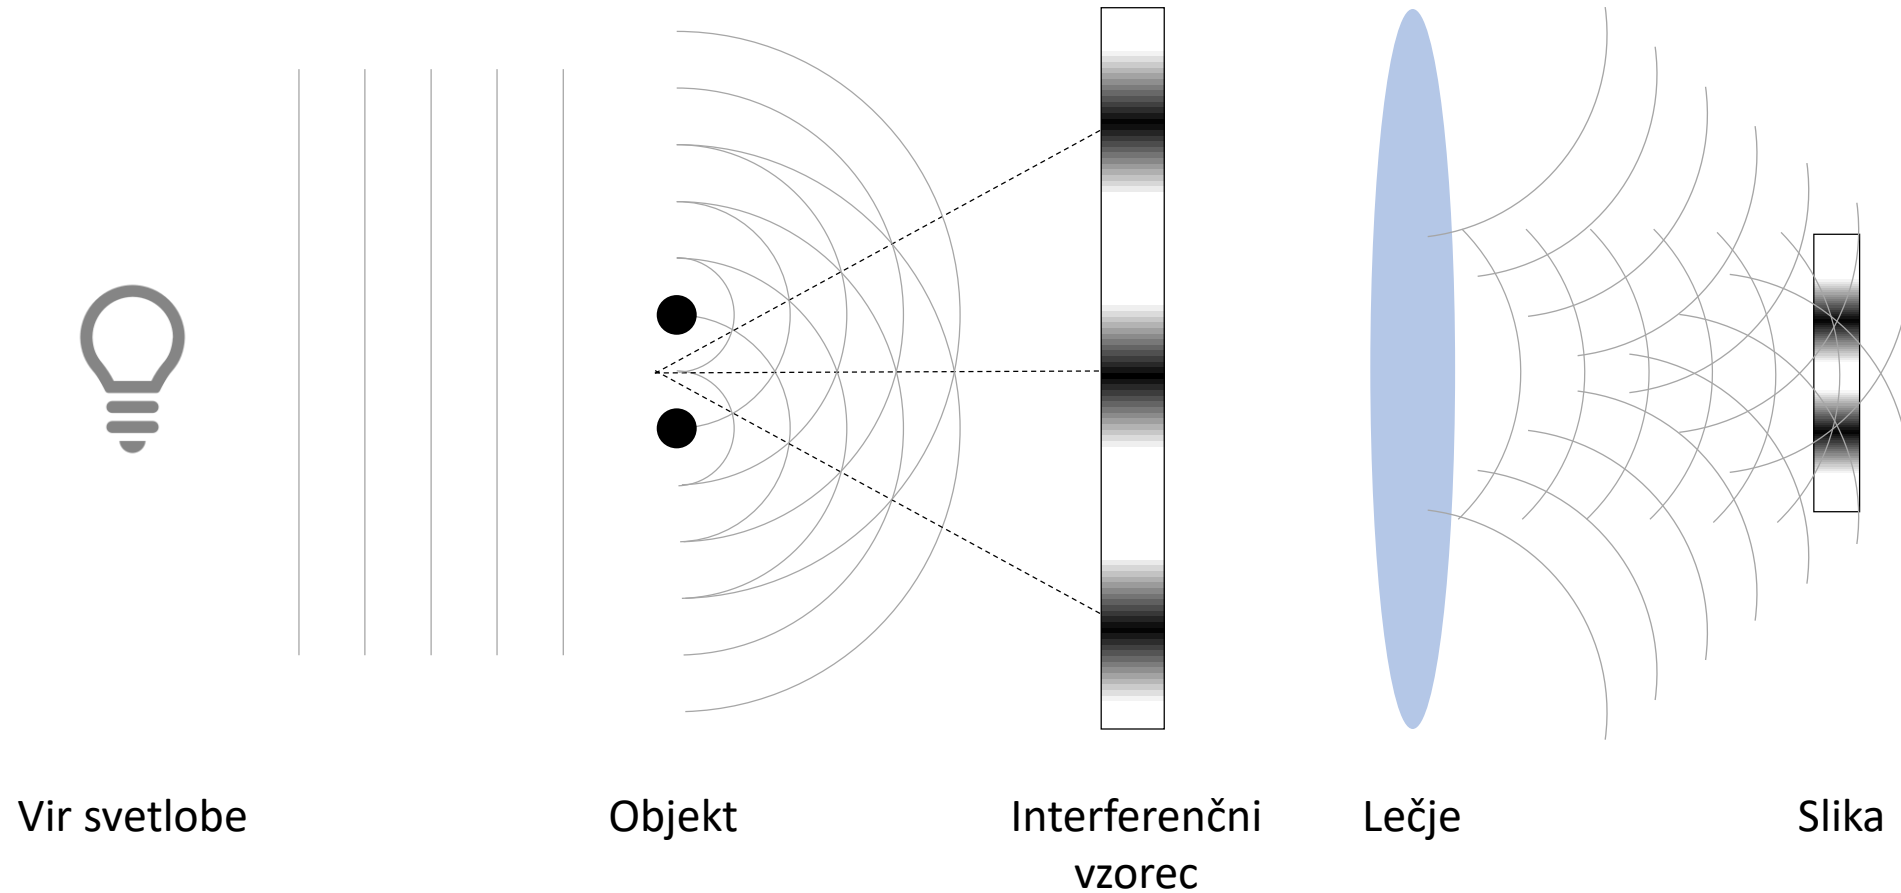 Vir svetlobe
Objekt
Interferenčni
vzorec
Lečje
Slika